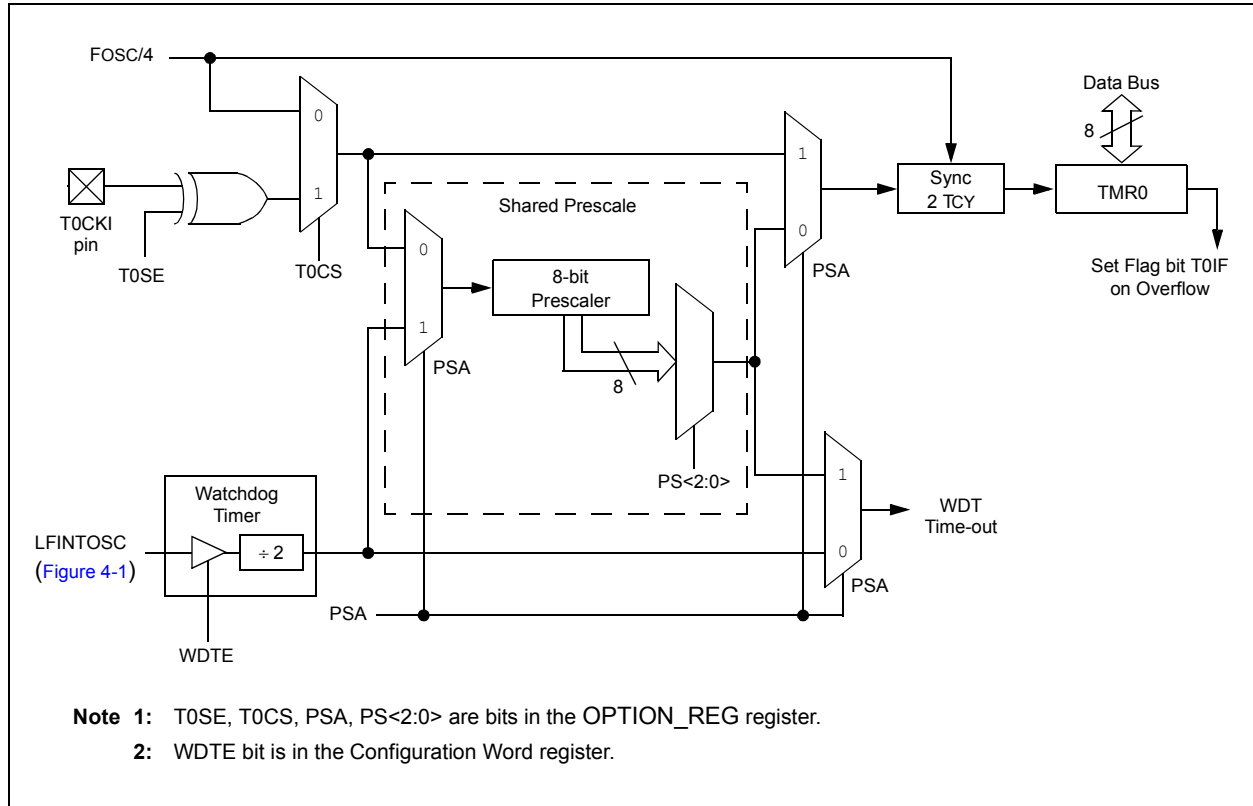 FOSC/4
Data Bus
8
0
1
1
Sync
2 TCY
TMR0
T0CKI
pin
T0SE
T0CS
Shared Prescale
0
8-bit
Prescaler
0
PSA
Set Flag bit T0IF
on Overflow
1
PSA
8
PS<2:0>
1
WDT
Time-out
Watchdog
Timer
LFINTOSC
(Figure 4-1)
÷ 2
0
PSA
PSA
WDTE
Note 1: T0SE, T0CS, PSA, PS<2:0> are bits in the OPTION_REG register.
2: WDTE bit is in the Configuration Word register.